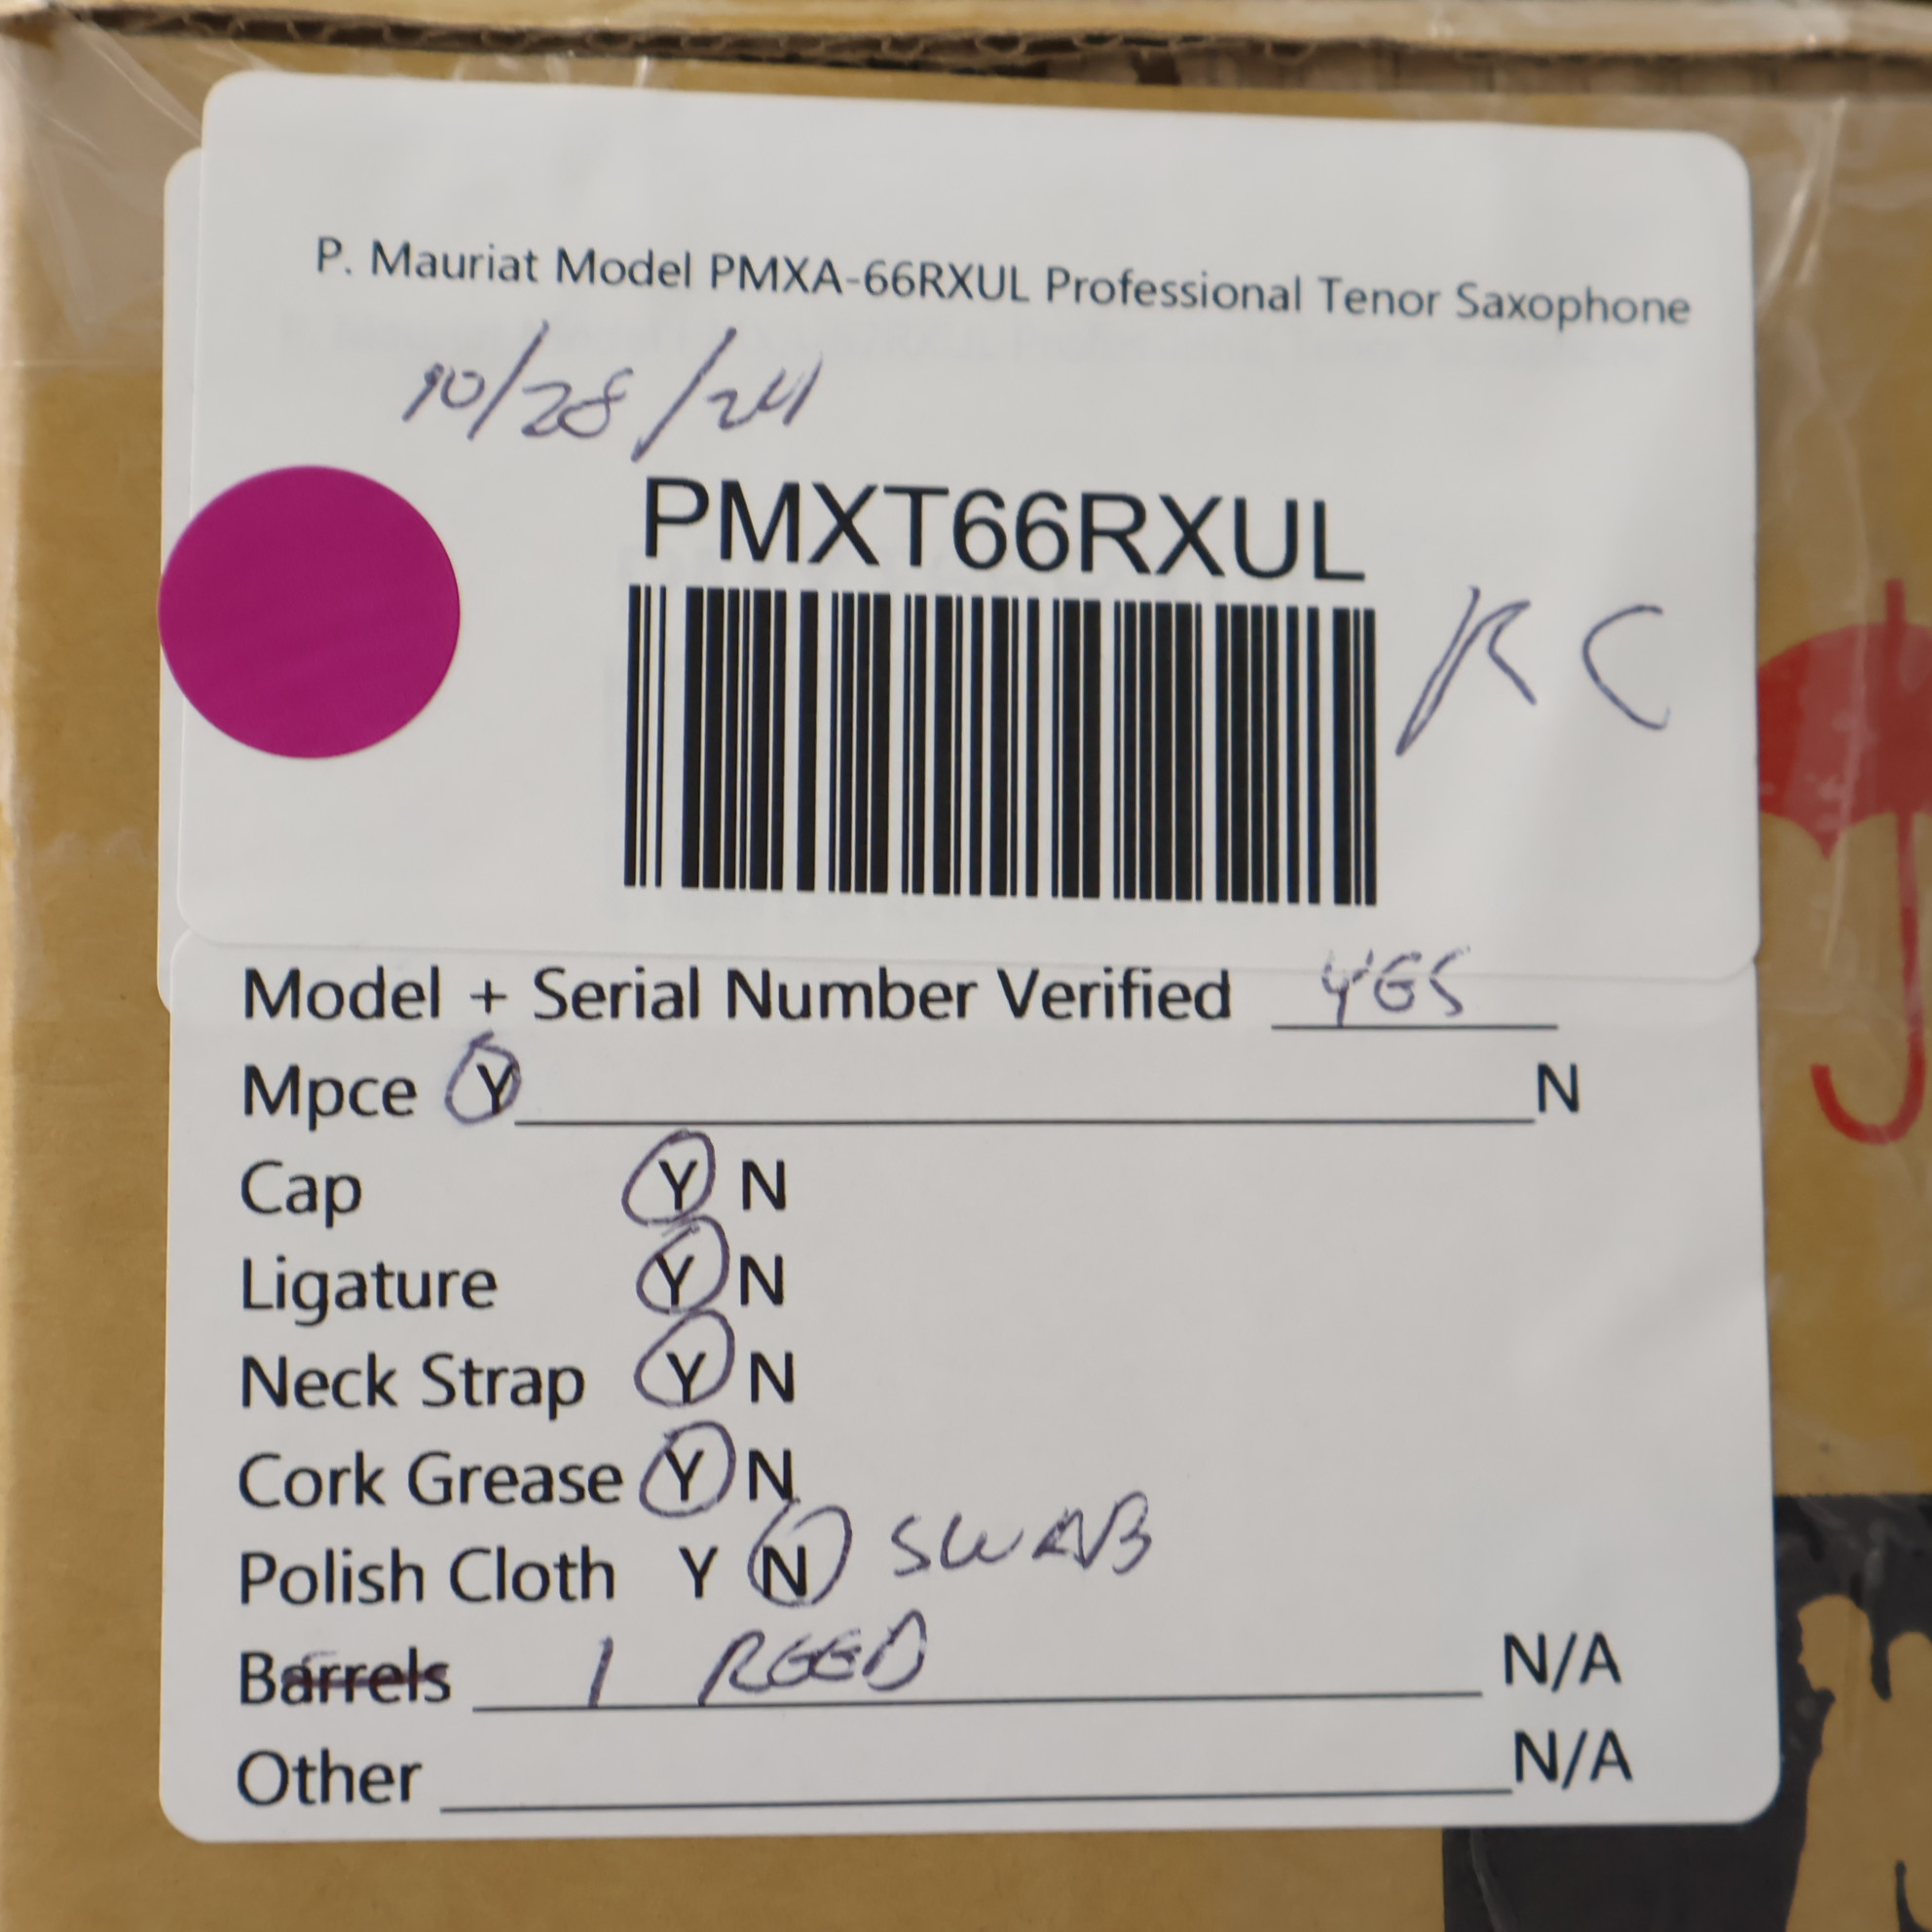 P. Mauriat Model PMXA-66RXUL Professional Tenor Saxophone
10/28/24
PMXT66RXUL
RC
Model + Serial Number Verified YES
Mpce Y N
Cap Y N
Ligature Y N
Neck Strap Y N
Cork Grease Y N
Polish Cloth Y N SWAB
Barrels 1 REED N/A
Other N/A